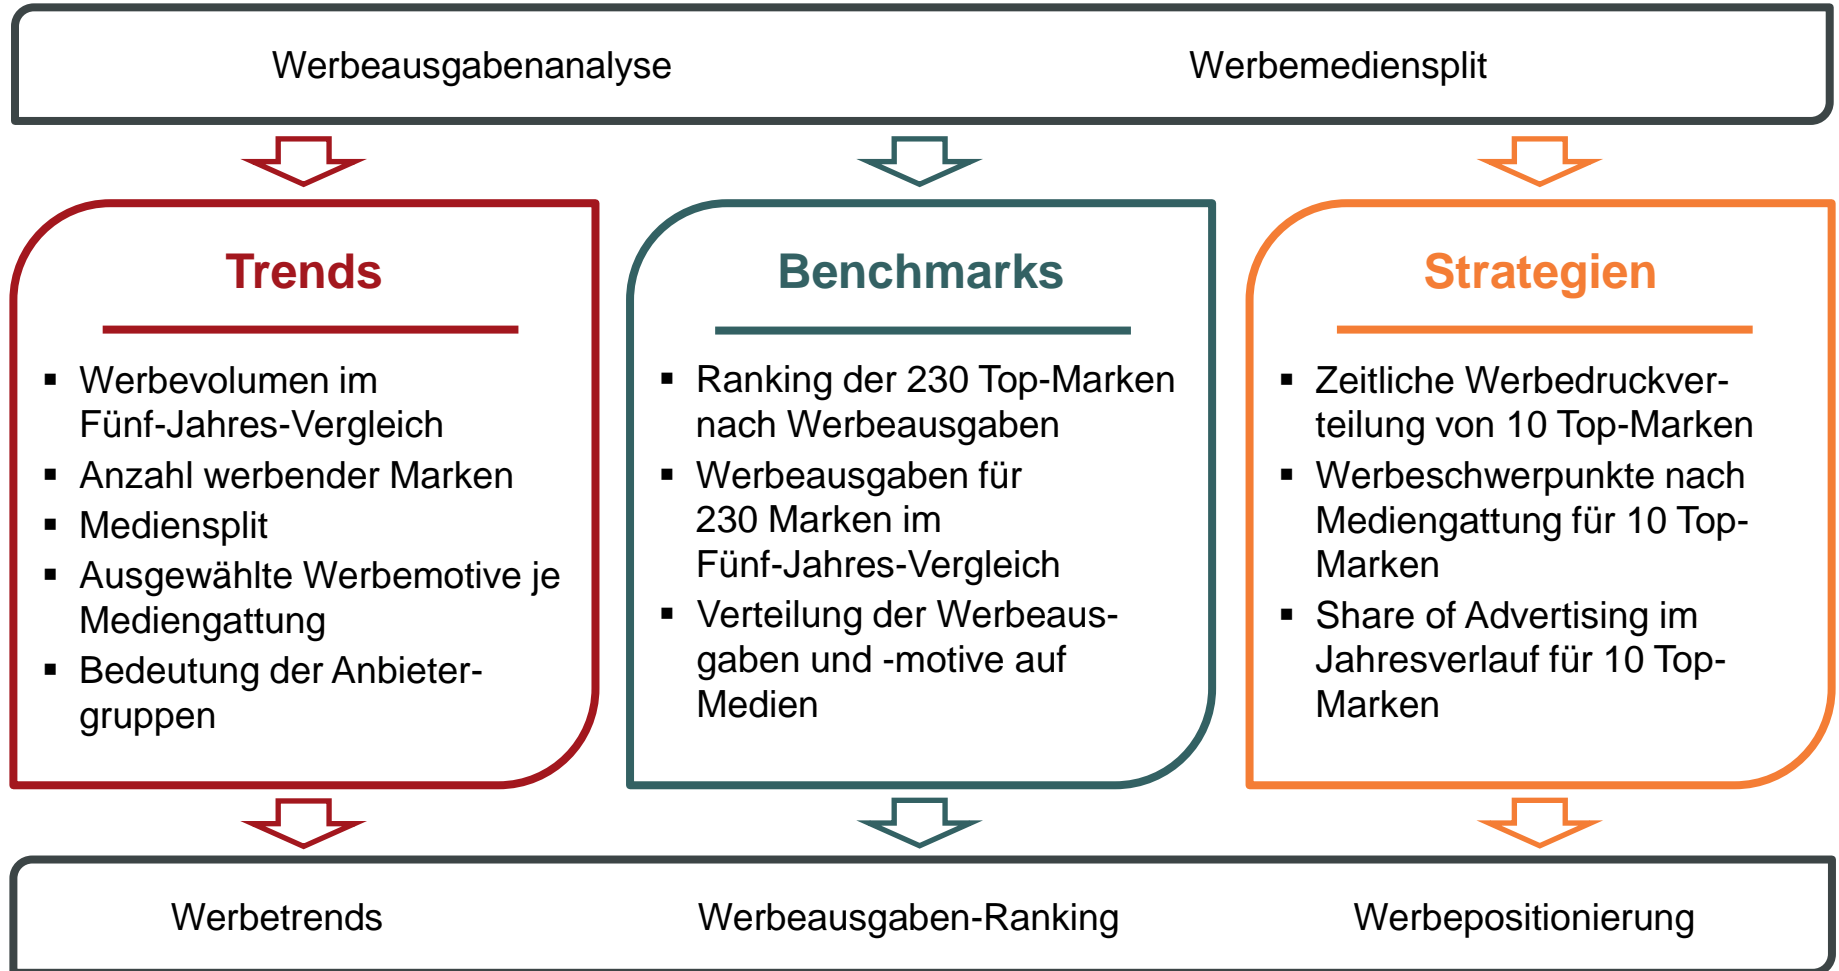 Werbeausgabenanalyse
Werbemediensplit
Trends
▪ Werbevolumen im
Fünf-Jahres-Vergleich
▪ Anzahl werbender Marken
▪ Mediensplit
▪ Ausgewählte Werbemotive je
Mediengattung
▪ Bedeutung der Anbieter-
gruppen
Benchmarks
▪ Ranking der 230 Top-Marken
nach Werbeausgaben
▪ Werbeausgaben für
230 Marken im
Fünf-Jahres-Vergleich
▪ Verteilung der Werbeaus-
gaben und -motive auf
Medien
Strategien
▪ Zeitliche Werbedruckver-
teilung von 10 Top-Marken
▪ Werbeschwerpunkte nach
Mediengattung für 10 Top-
Marken
▪ Share of Advertising im
Jahresverlauf für 10 Top-
Marken
Werbetrends
Werbeausgaben-Ranking
Werbepositionierung